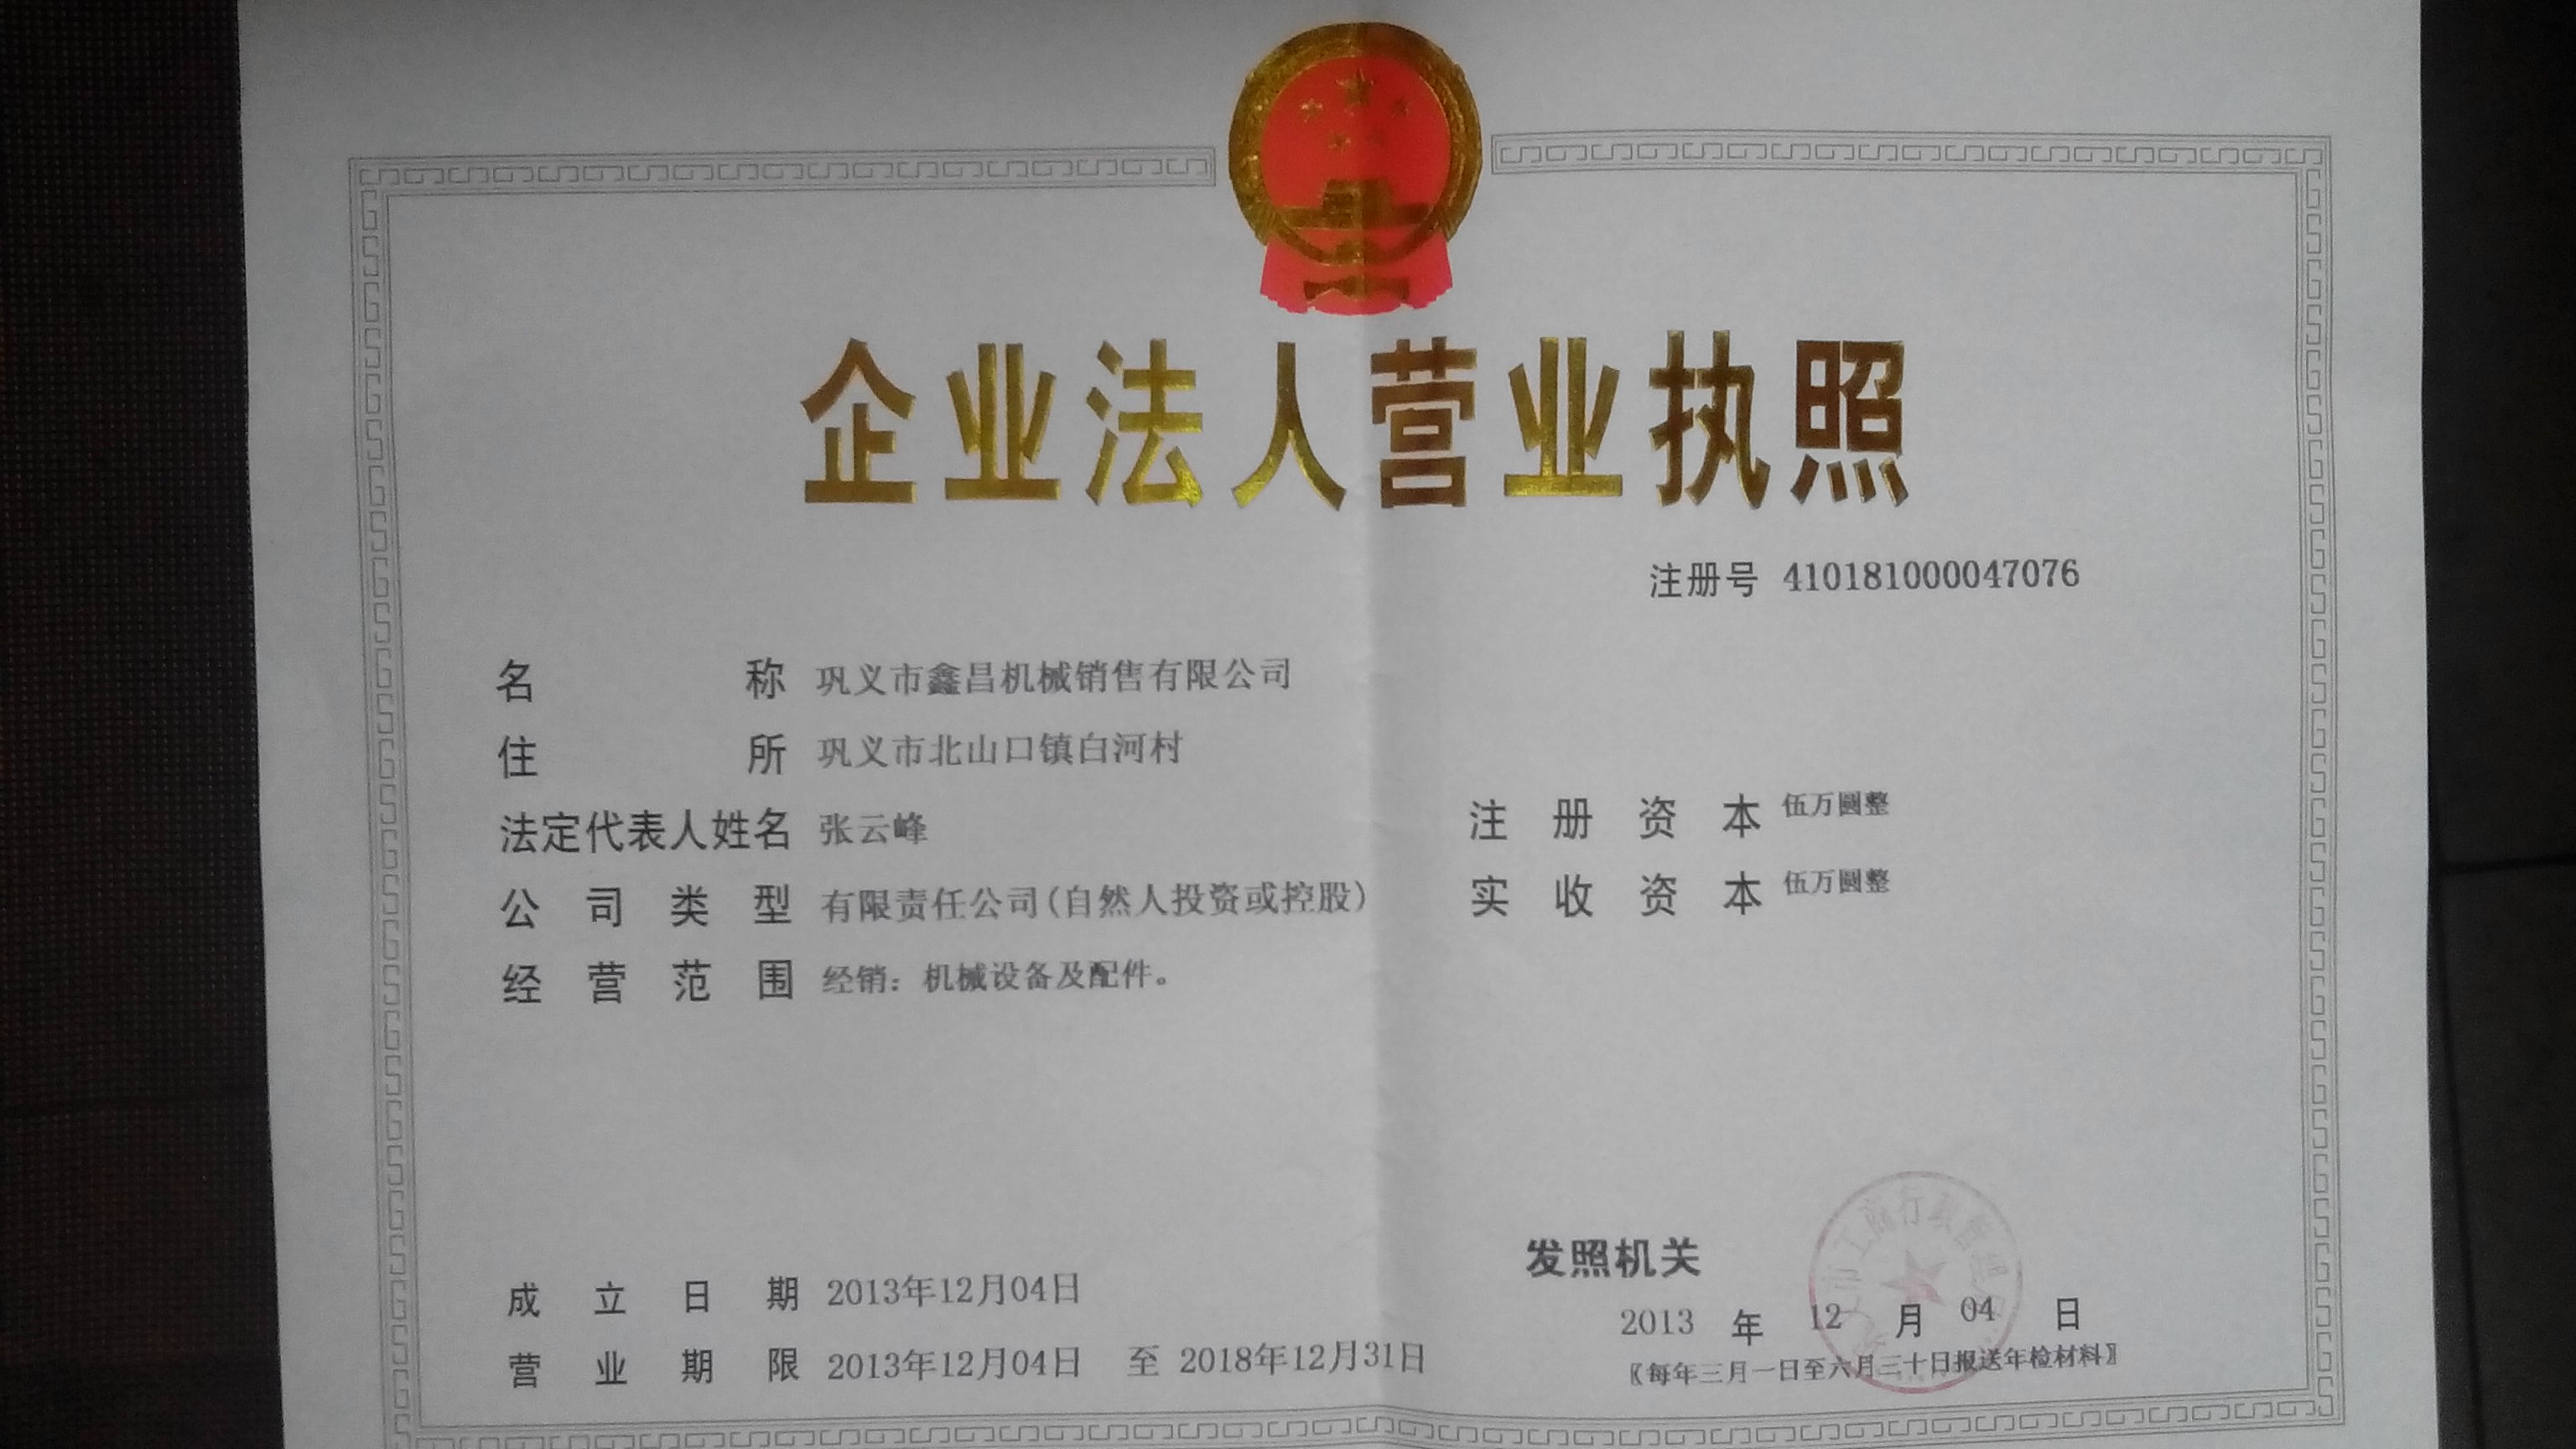 企业法人营业执照
注册号 410181000047076
名称 巩义市鑫昌机械销售有限公司
住所 巩义市北山口镇白河村
法定代表人姓名 张云峰
注册资本 伍万圆整
公司类型 有限责任公司(自然人投资或控股)
实收资本 伍万圆整
经营范围 经销：机械设备及配件。
发照机关
工商行政管理
成立日期 2013年12月04日
2013 年 12 月 04 日
营业期限 2013年12月04日 至 2018年12月31日
〖每年三月一日至六月三十日报送年检材料〗